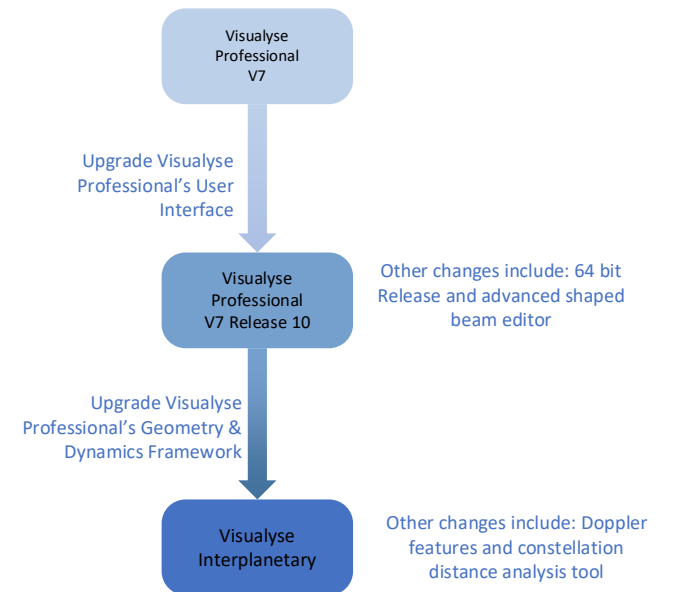 Visualyse
Professional
V7
Upgrade Visualyse
Professional’s User
Interface
Visualyse
Professional
V7 Release 10
Other changes include: 64 bit
Release and advanced shaped
beam editor
Upgrade Visualyse
Professional’s Geometry &
Dynamics Framework
Visualyse
Interplanetary
Other changes include: Doppler
features and constellation
distance analysis tool